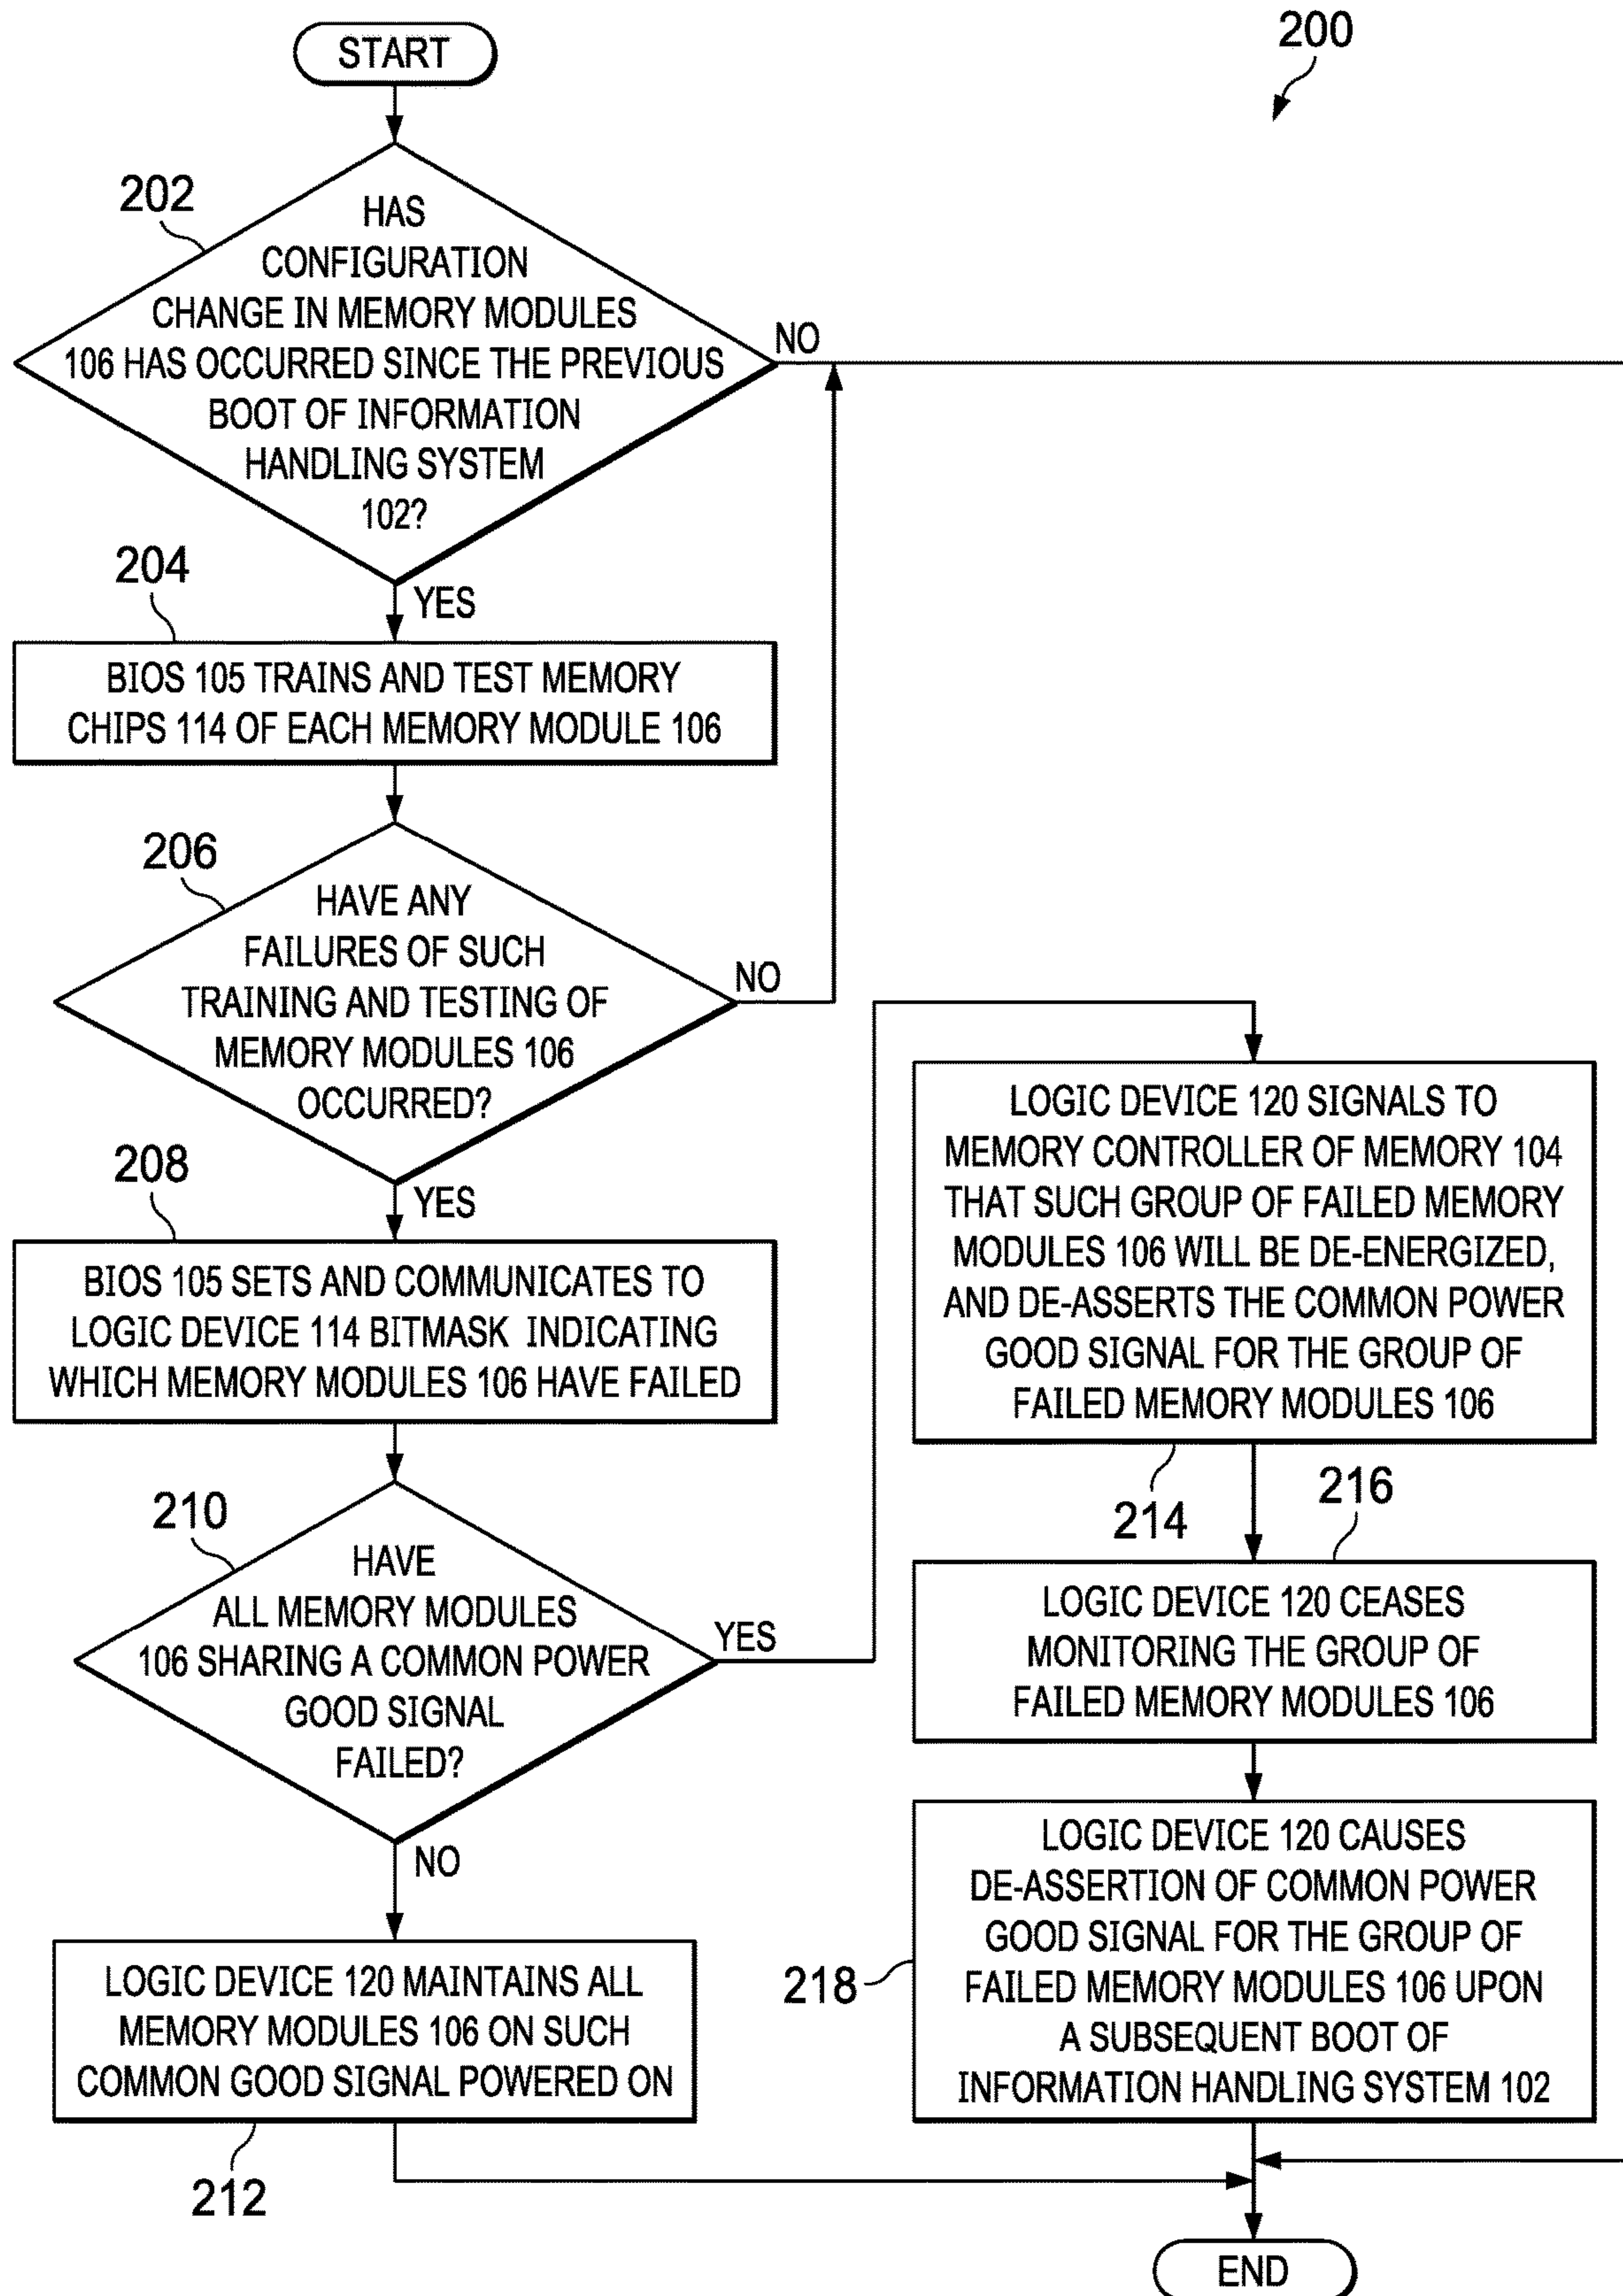 START
200
202
HAS
CONFIGURATION
CHANGE IN MEMORY MODULES
106 HAS OCCURRED SINCE THE PREVIOUS
BOOT OF INFORMATION
HANDLING SYSTEM
102?
NO
YES
204
BIOS 105 TRAINS AND TEST MEMORY
CHIPS 114 OF EACH MEMORY MODULE 106
206
HAVE ANY
FAILURES OF SUCH
TRAINING AND TESTING OF
MEMORY MODULES 106
OCCURRED?
NO
YES
208
BIOS 105 SETS AND COMMUNICATES TO
LOGIC DEVICE 114 BITMASK INDICATING
WHICH MEMORY MODULES 106 HAVE FAILED
210
HAVE
ALL MEMORY MODULES
106 SHARING A COMMON POWER
GOOD SIGNAL
FAILED?
YES
NO
LOGIC DEVICE 120 MAINTAINS ALL
MEMORY MODULES 106 ON SUCH
COMMON GOOD SIGNAL POWERED ON
212
LOGIC DEVICE 120 SIGNALS TO
MEMORY CONTROLLER OF MEMORY 104
THAT SUCH GROUP OF FAILED MEMORY
MODULES 106 WILL BE DE-ENERGIZED,
AND DE-ASSERTS THE COMMON POWER
GOOD SIGNAL FOR THE GROUP OF
FAILED MEMORY MODULES 106
214
216
LOGIC DEVICE 120 CEASES
MONITORING THE GROUP OF
FAILED MEMORY MODULES 106
218
LOGIC DEVICE 120 CAUSES
DE-ASSERTION OF COMMON POWER
GOOD SIGNAL FOR THE GROUP OF
FAILED MEMORY MODULES 106 UPON
A SUBSEQUENT BOOT OF
INFORMATION HANDLING SYSTEM 102
END